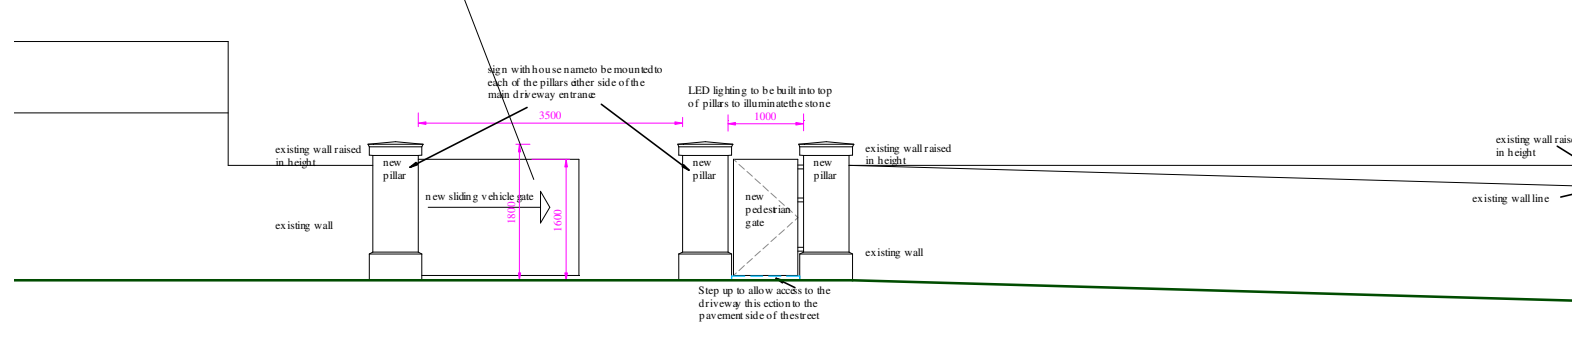 sign with house name to be mounted to
each of the pillars either side of the
main driveway entrance
LED lighting to be built into top
of pillars to illuminate the stone
3500
1000
existing wall raised
in height
new
pillar
new
pillar
new
pillar
existing wall raised
in height
existing wall
in height
new sliding vehicle gate
1800
1600
new
pedestrian
gate
existing wall line
existing wall
existing wall
Step up to allow access to the
driveway this ection to the
pavement side of the street